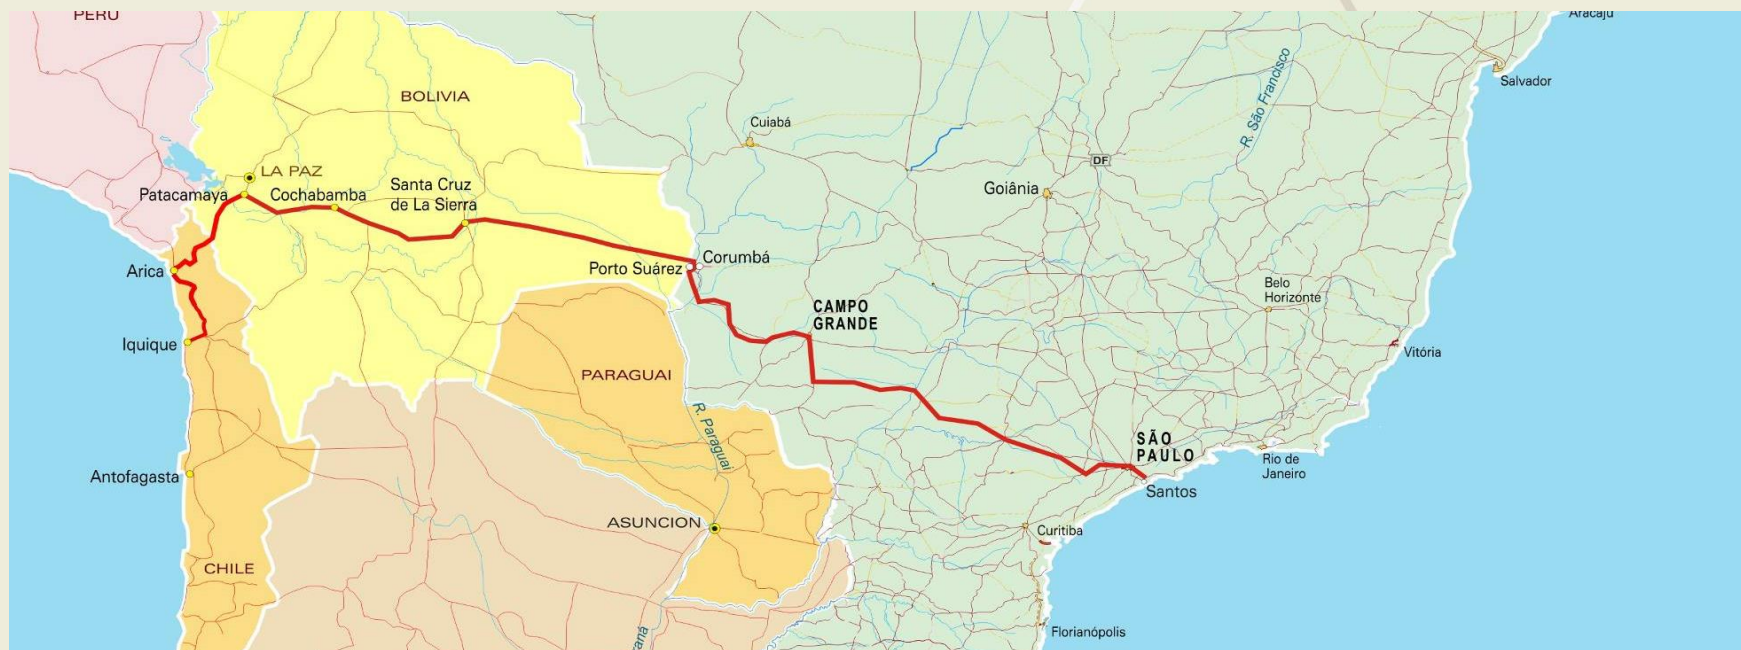 PERU
Aracaju
R. São Francisco
Salvador
BOLIVIA
Cuiabá
DF
LA PAZ
Patacamaya
Cochabamba
Santa Cruz
de La Sierra
Goiânia
Arica
Porto Suárez
Corumbá
CAMPO
GRANDE
Belo
Horizonte
Iquique
Vitória
PARAGUAI
R. Paraguai
SÃO
PAULO
Rio de
Janeiro
Antofagasta
Santos
ASUNCION
Curitiba
CHILE
Florianópolis
raná